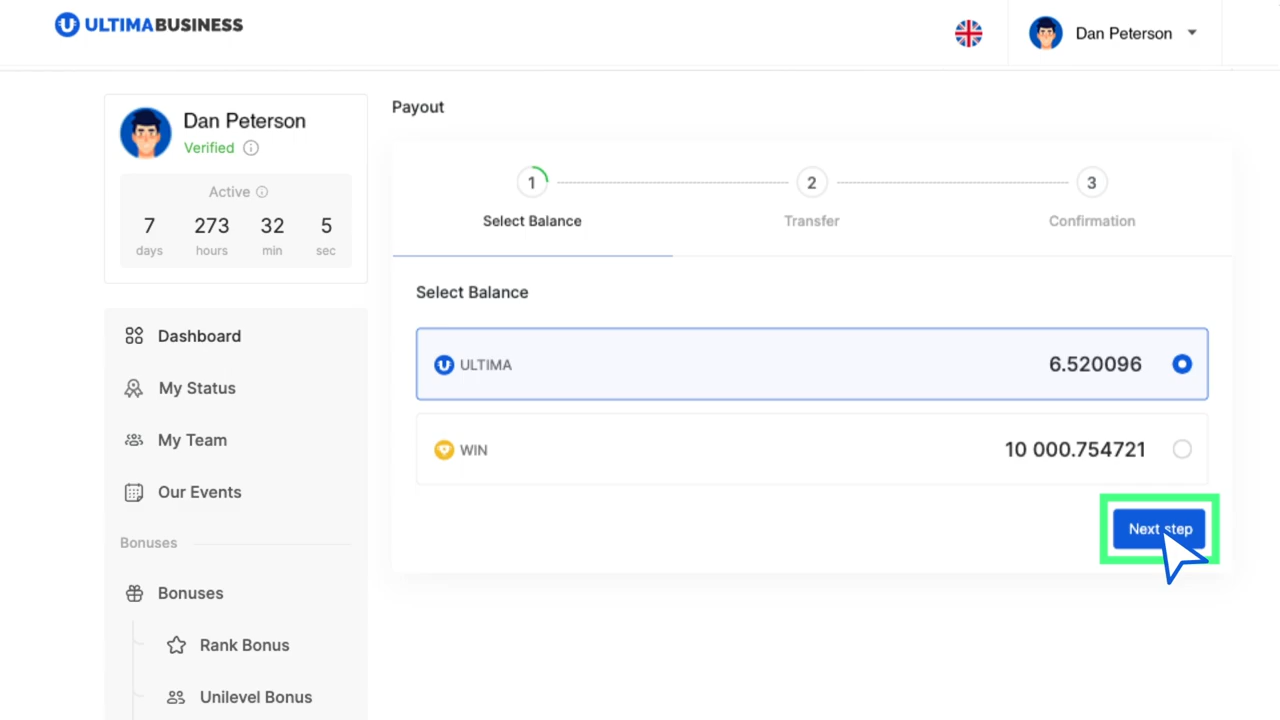 ULTIMABUSINESS
Dan Peterson
Dan Peterson
Verified
Active
7 273 32 5
days hours min sec
Dashboard
My Status
My Team
Our Events
Bonuses
Bonuses
Rank Bonus
Unilevel Bonus
Payout
1 2 3
Select Balance Transfer Confirmation
Select Balance
ULTIMA 6.520096
WIN 10 000.754721
Next step